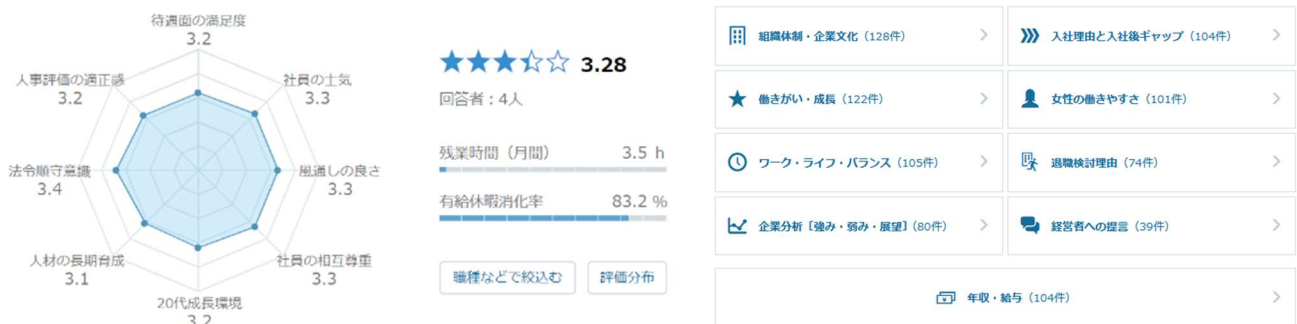 待遇面の満足度
3.2
人事評価の適正感
3.2
社員の士気
3.3
法令順守意識
3.4
風通しの良さ
3.3
人材の長期育成
3.1
社員の相互尊重
3.3
20代成長環境
3.2
3.28
回答者：4人
残業時間（月間） 3.5 h
有給休暇消化率 83.2 %
職種などで絞込む 評価分布
組織体制・企業文化（128件）
入社理由と入社後ギャップ（104件）
働きがい・成長（122件）
女性の働きやすさ（101件）
ワーク・ライフ・バランス（105件）
退職検討理由（74件）
企業分析［強み・弱み・展望］（80件）
経営者への提言（39件）
年収・給与（104件）